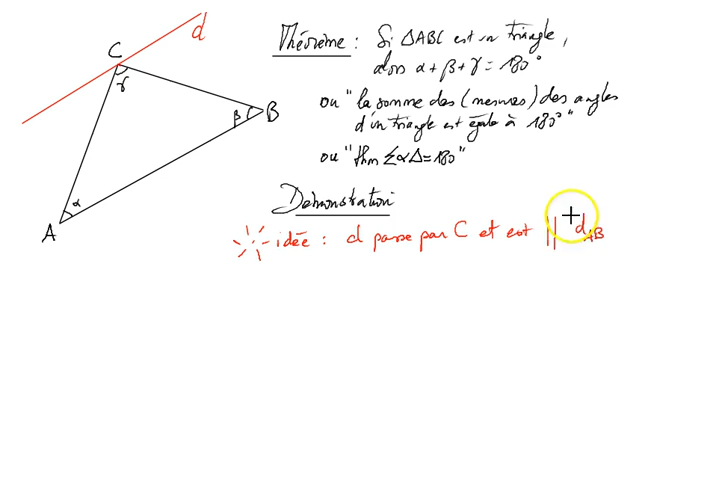 d
C
γ
β B
α
A
Théorème : Si ΔABC est un triangle,
alors α+β+γ = 180°
ou "la somme des (mesures) des angles
d'un triangle est égale à 180°"
ou "thm ΣαΔ=180°"
Démonstration
idée : d passe par C et est || d_AB